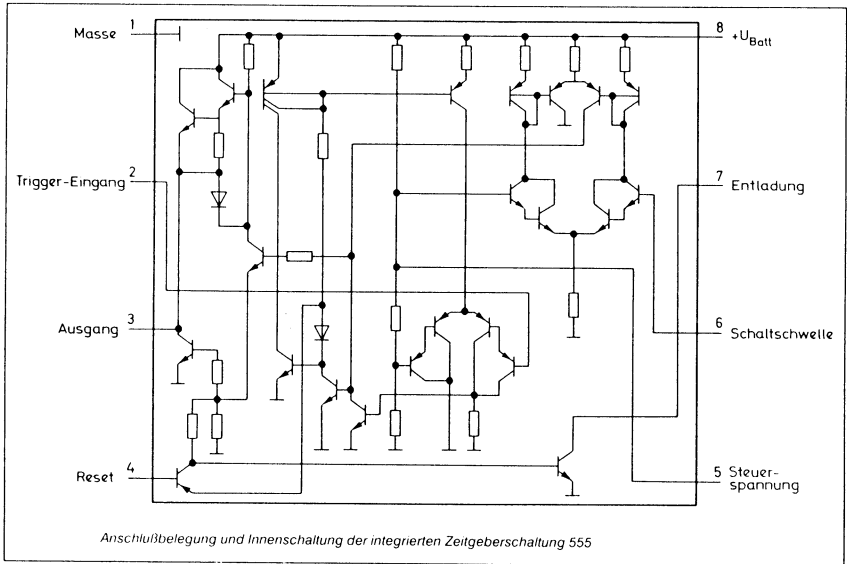 Masse 1
8 +U_Batt
Trigger-Eingang 2
7 Entladung
Ausgang 3
6 Schaltschwelle
Reset 4
5 Steuer-
spannung
Anschlußbelegung und Innenschaltung der integrierten Zeitgeberschaltung 555